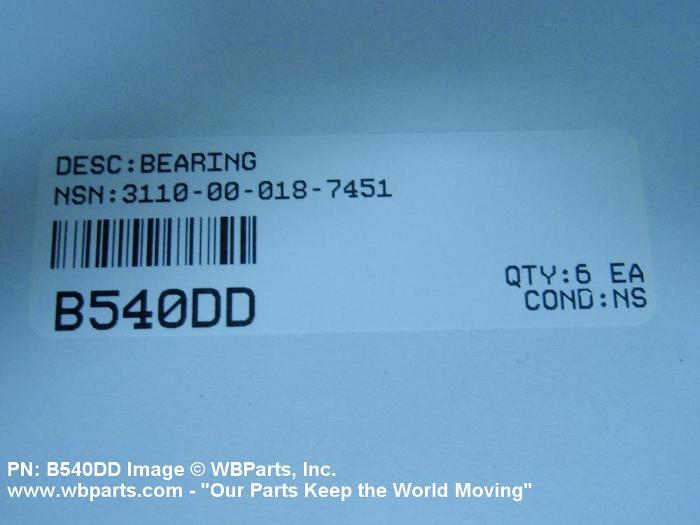 DESC:BEARING
NSN:3110-00-018-7451
B540DD
QTY:6 EA
COND:NS
PN: B540DD Image © WBParts, Inc.
www.wbparts.com - "Our Parts Keep the World Moving"